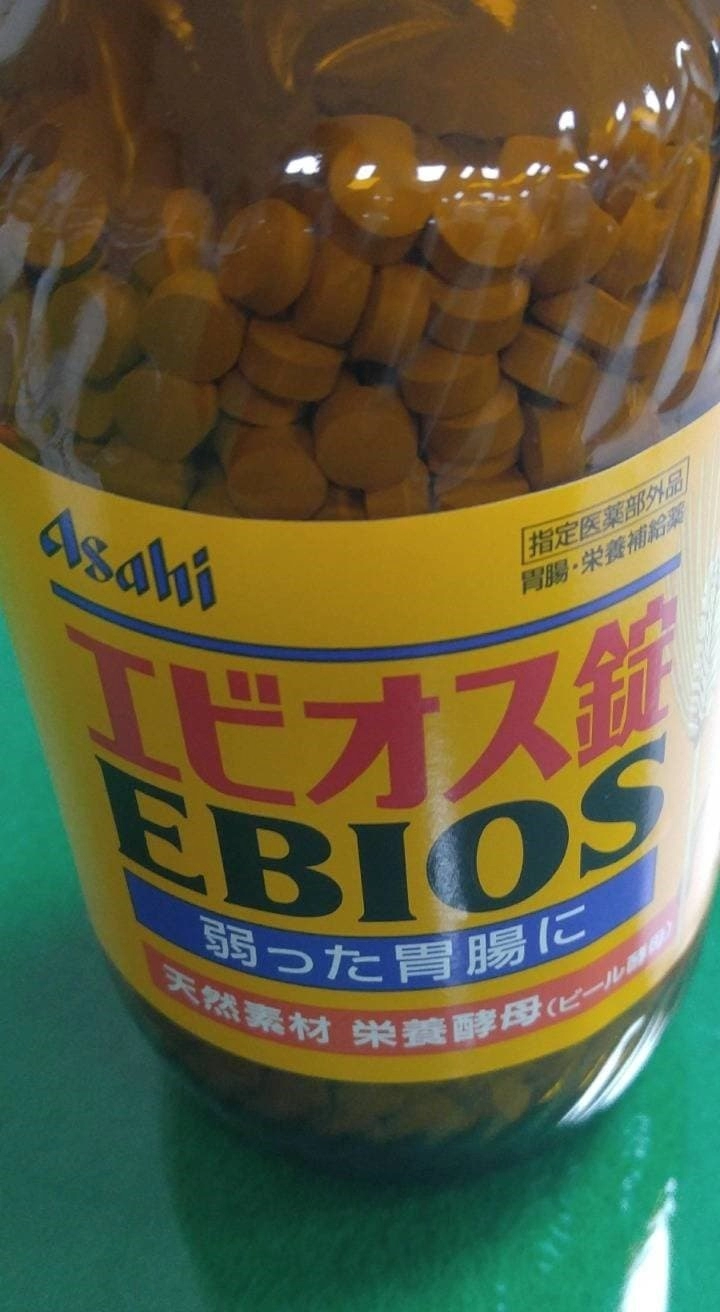 Asahi
指定医薬部外品
胃腸・栄養補給薬
エビオス錠
EBIOS
弱った胃腸に
天然素材 栄養酵母(ビール酵母)